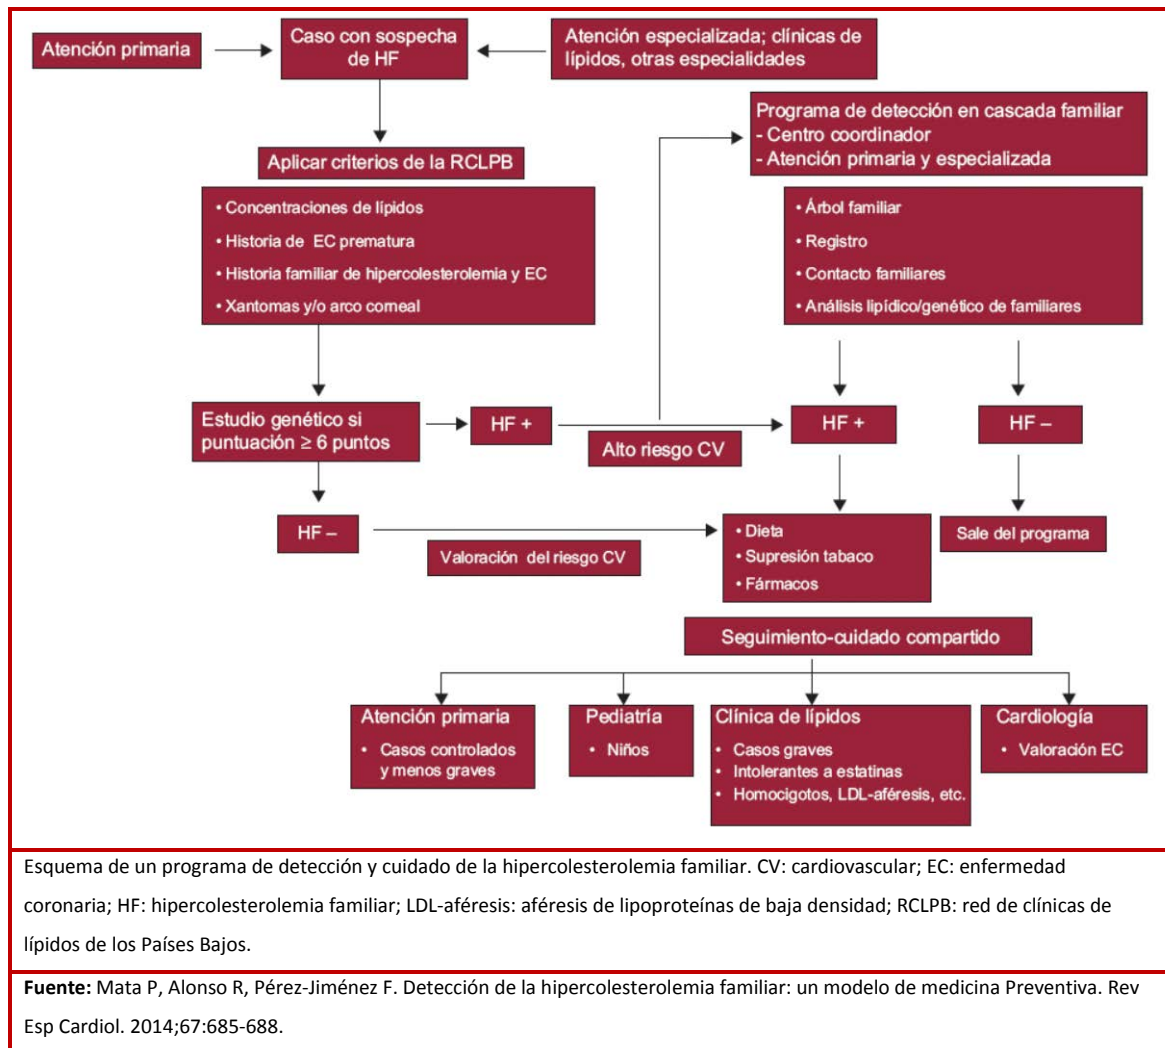 Atención primaria
Caso con sospecha
de HF
Atención especializada; clínicas de
lípidos, otras especialidades
Programa de detección en cascada familiar
- Centro coordinador
- Atención primaria y especializada
Aplicar criterios de la RCLPB
• Concentraciones de lípidos
• Historia de EC prematura
• Historia familiar de hipercolesterolemia y EC
• Xantomas y/o arco corneal
• Árbol familiar
• Registro
• Contacto familiares
• Análisis lipídico/genético de familiares
Estudio genético si
puntuación ≥ 6 puntos
HF +
Alto riesgo CV
HF +
HF –
HF –
Valoración del riesgo CV
• Dieta
• Supresión tabaco
• Fármacos
Sale del programa
Seguimiento-cuidado compartido
Atención primaria
• Casos controlados
y menos graves
Pediatría
• Niños
Clínica de lípidos
• Casos graves
• Intolerantes a estatinas
• Homocigotos, LDL-aféresis, etc.
Cardiología
• Valoración EC
Esquema de un programa de detección y cuidado de la hipercolesterolemia familiar. CV: cardiovascular; EC: enfermedad
coronaria; HF: hipercolesterolemia familiar; LDL-aféresis: aféresis de lipoproteínas de baja densidad; RCLPB: red de clínicas de
lípidos de los Países Bajos.
Fuente: Mata P, Alonso R, Pérez-Jiménez F. Detección de la hipercolesterolemia familiar: un modelo de medicina Preventiva. Rev
Esp Cardiol. 2014;67:685-688.